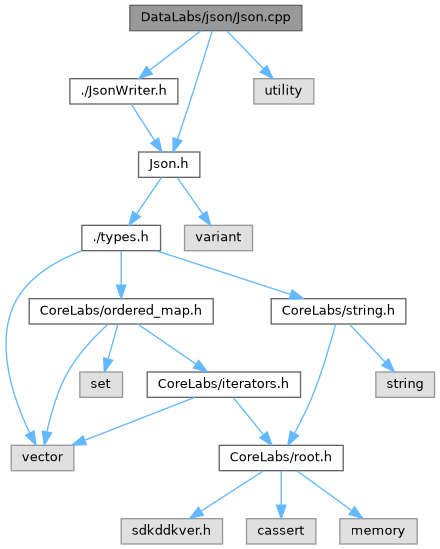 DataLabs/json/Json.cpp
./JsonWriter.h
utility
Json.h
./types.h
variant
CoreLabs/ordered_map.h
CoreLabs/string.h
set
CoreLabs/iterators.h
string
vector
CoreLabs/root.h
sdkddkver.h
cassert
memory